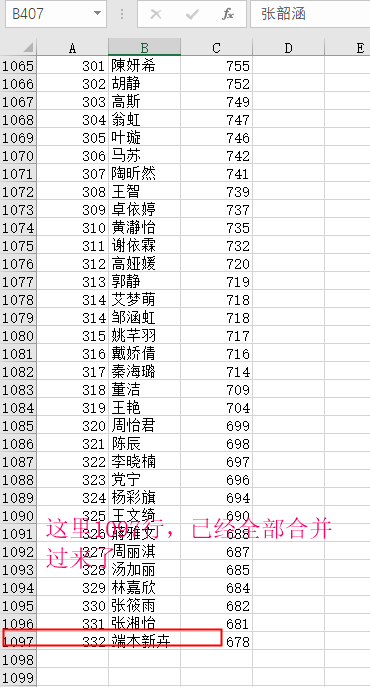 B407 fx 张韶涵
A B C D E
1065 301 陳妍希 755
1066 302 胡静 752
1067 303 高斯 749
1068 304 翁虹 747
1069 305 叶璇 746
1070 306 马苏 742
1071 307 陶昕然 741
1072 308 王智 739
1073 309 卓依婷 737
1074 310 黄瀞怡 735
1075 311 谢依霖 732
1076 312 高娅媛 720
1077 313 郭静 719
1078 314 艾梦萌 718
1079 314 邹涵虹 718
1080 315 姚芊羽 717
1081 316 戴娇倩 716
1082 317 秦海璐 714
1083 318 董洁 709
1084 319 王艳 704
1085 320 周怡君 699
1086 321 陈辰 698
1087 322 李晓楠 697
1088 323 党宁 696
1089 324 杨彩旗 694
1090 325 王文绮 690
1091 326 蒋雅文 688
1092 327 周丽淇 687
1093 328 汤加丽 685
1094 329 林嘉欣 684
1095 330 张筱雨 682
1096 331 张湘怡 681
1097 332 端木新卉 678
1098
1099
这里1097行，已经全部合并
过来了